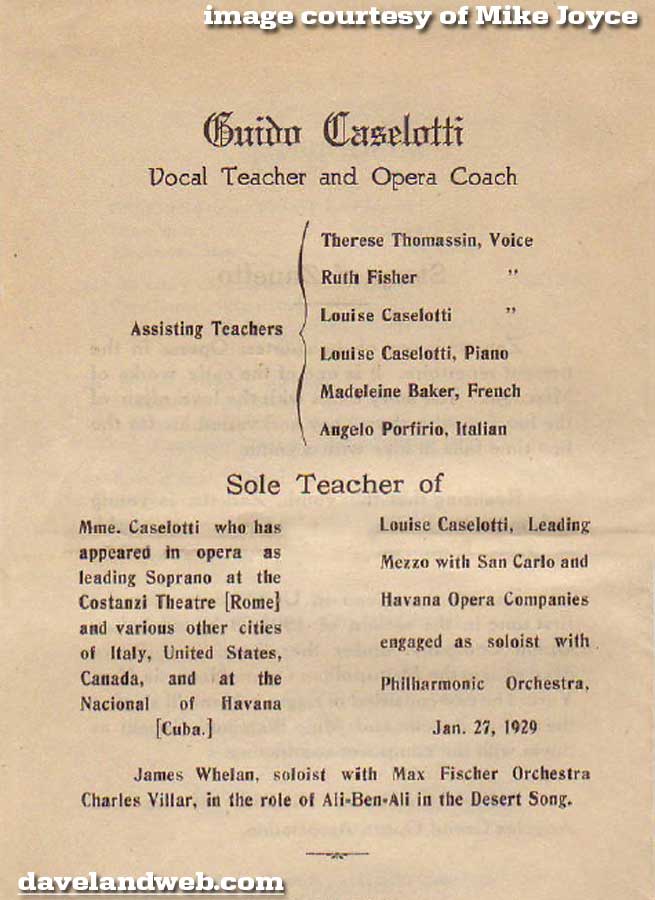 image courtesy of Mike Joyce
Guido Caselotti
Vocal Teacher and Opera Coach
Assisting Teachers
Therese Thomassin, Voice
Ruth Fisher "
Louise Caselotti "
Louise Caselotti, Piano
Madeleine Baker, French
Angelo Porfirio, Italian
Sole Teacher of
Mme. Caselotti who has
appeared in opera as
leading Soprano at the
Costanzi Theatre [Rome]
and various other cities
of Italy, United States,
Canada, and at the
Nacional of Havana
[Cuba.]
Louise Caselotti, Leading
Mezzo with San Carlo and
Havana Opera Companies
engaged as soloist with
Philharmonic Orchestra,
Jan. 27, 1929
James Whelan, soloist with Max Fischer Orchestra
Charles Villar, in the role of Ali-Ben-Ali in the Desert Song.
davelandweb.com